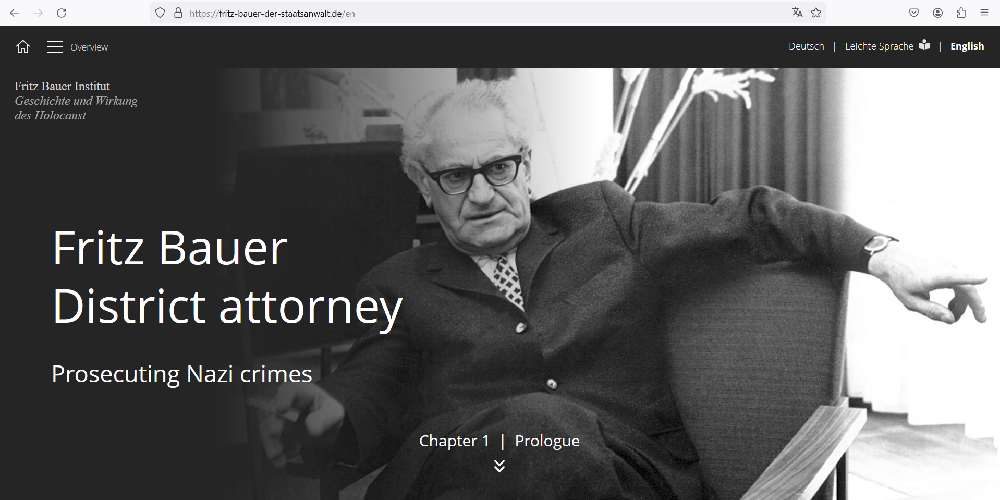 https://fritz-bauer-der-staatsanwalt.de/en
Overview
Deutsch | Leichte Sprache | English
Fritz Bauer Institut
Geschichte und Wirkung
des Holocaust
Fritz Bauer
District attorney
Prosecuting Nazi crimes
Chapter 1 | Prologue